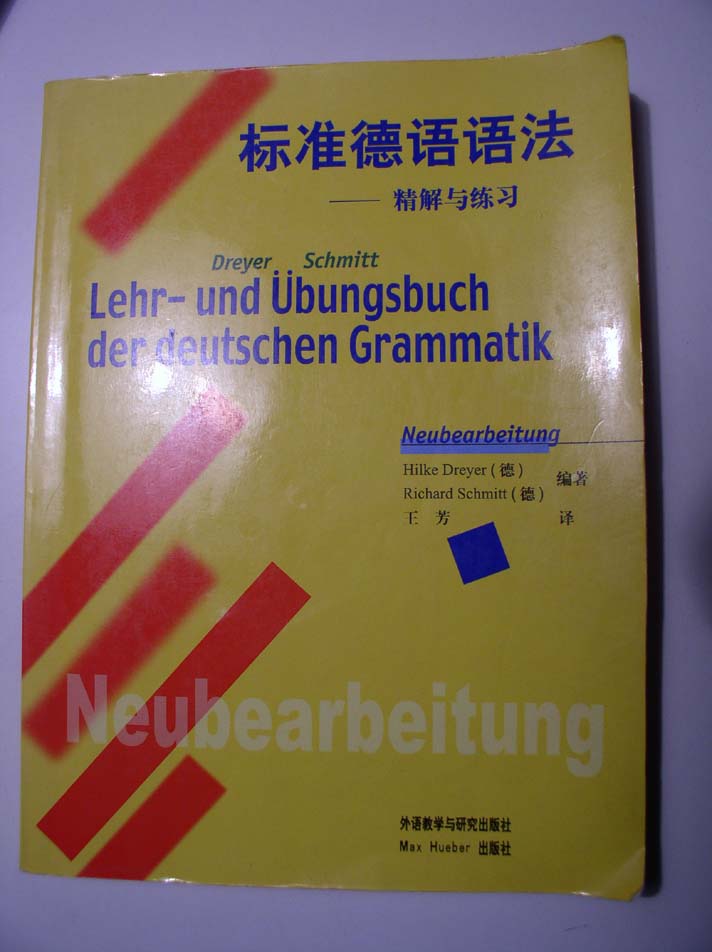 标准德语语法
—— 精解与练习
Dreyer Schmitt
Lehr- und Übungsbuch
der deutschen Grammatik
Neubearbeitung
Hilke Dreyer (德)
Richard Schmitt (德) 编著
王 芳 译
Neubearbeitung
外语教学与研究出版社
Max Hueber 出版社